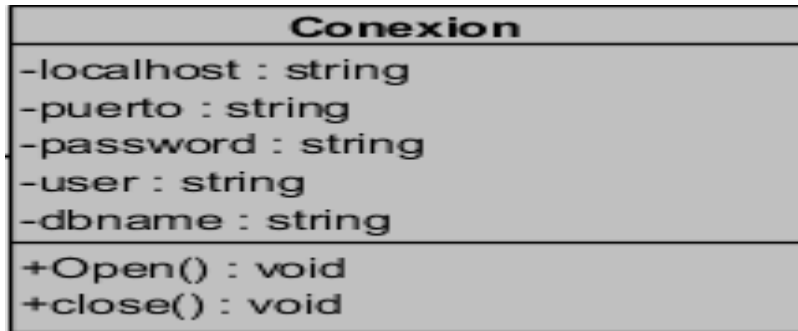 Conexion
-localhost : string
-puerto : string
-password : string
-user : string
-dbname : string
+Open() : void
+close() : void